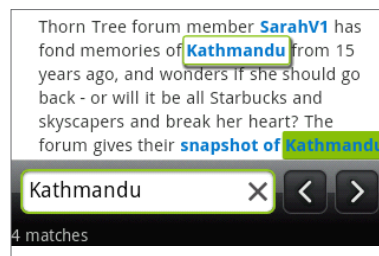 Thorn Tree forum member SarahV1 has
fond memories of Kathmandu from 15
years ago, and wonders if she should go
back - or will it be all Starbucks and
skyscapers and break her heart? The
forum gives their snapshot of Kathmandu
Kathmandu
4 matches